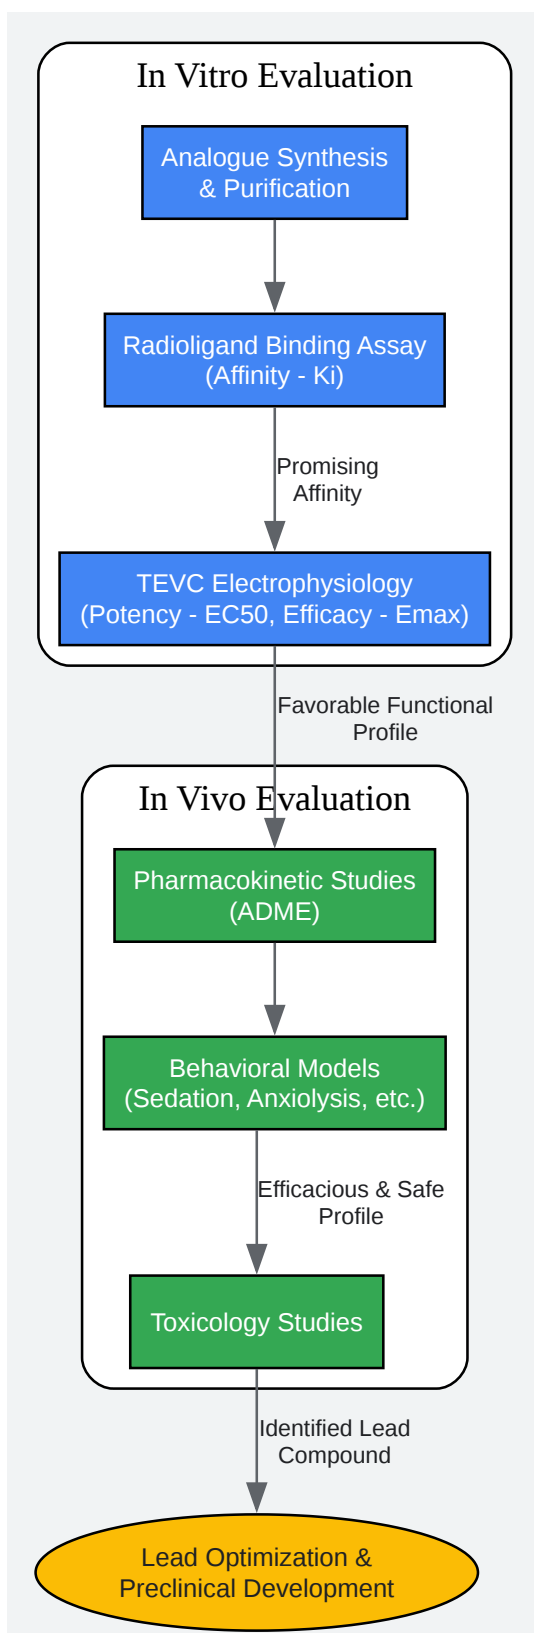 In Vitro Evaluation
Analogue Synthesis
& Purification
Radioligand Binding Assay
(Affinity - Ki)
Promising
Affinity
TEVC Electrophysiology
(Potency - EC50, Efficacy - Emax)
Favorable Functional
Profile
In Vivo Evaluation
Pharmacokinetic Studies
(ADME)
Behavioral Models
(Sedation, Anxiolysis, etc.)
Efficacious & Safe
Profile
Toxicology Studies
Identified Lead
Compound
Lead Optimization &
Preclinical Development